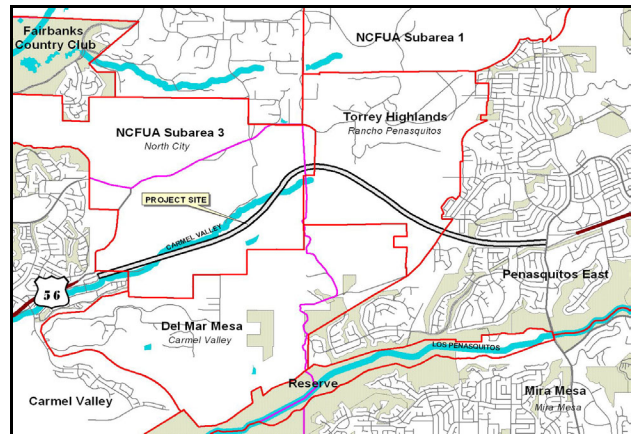 Fairbanks
Country Club
NCFUA Subarea 1
Torrey Highlands
Rancho Penasquitos
NCFUA Subarea 3
North City
PROJECT SITE
CARMEL VALLEY
56
Penasquitos East
Del Mar Mesa
Carmel Valley
LOS PENASQUITOS
Reserve
Carmel Valley
Mira Mesa
Mira Mesa